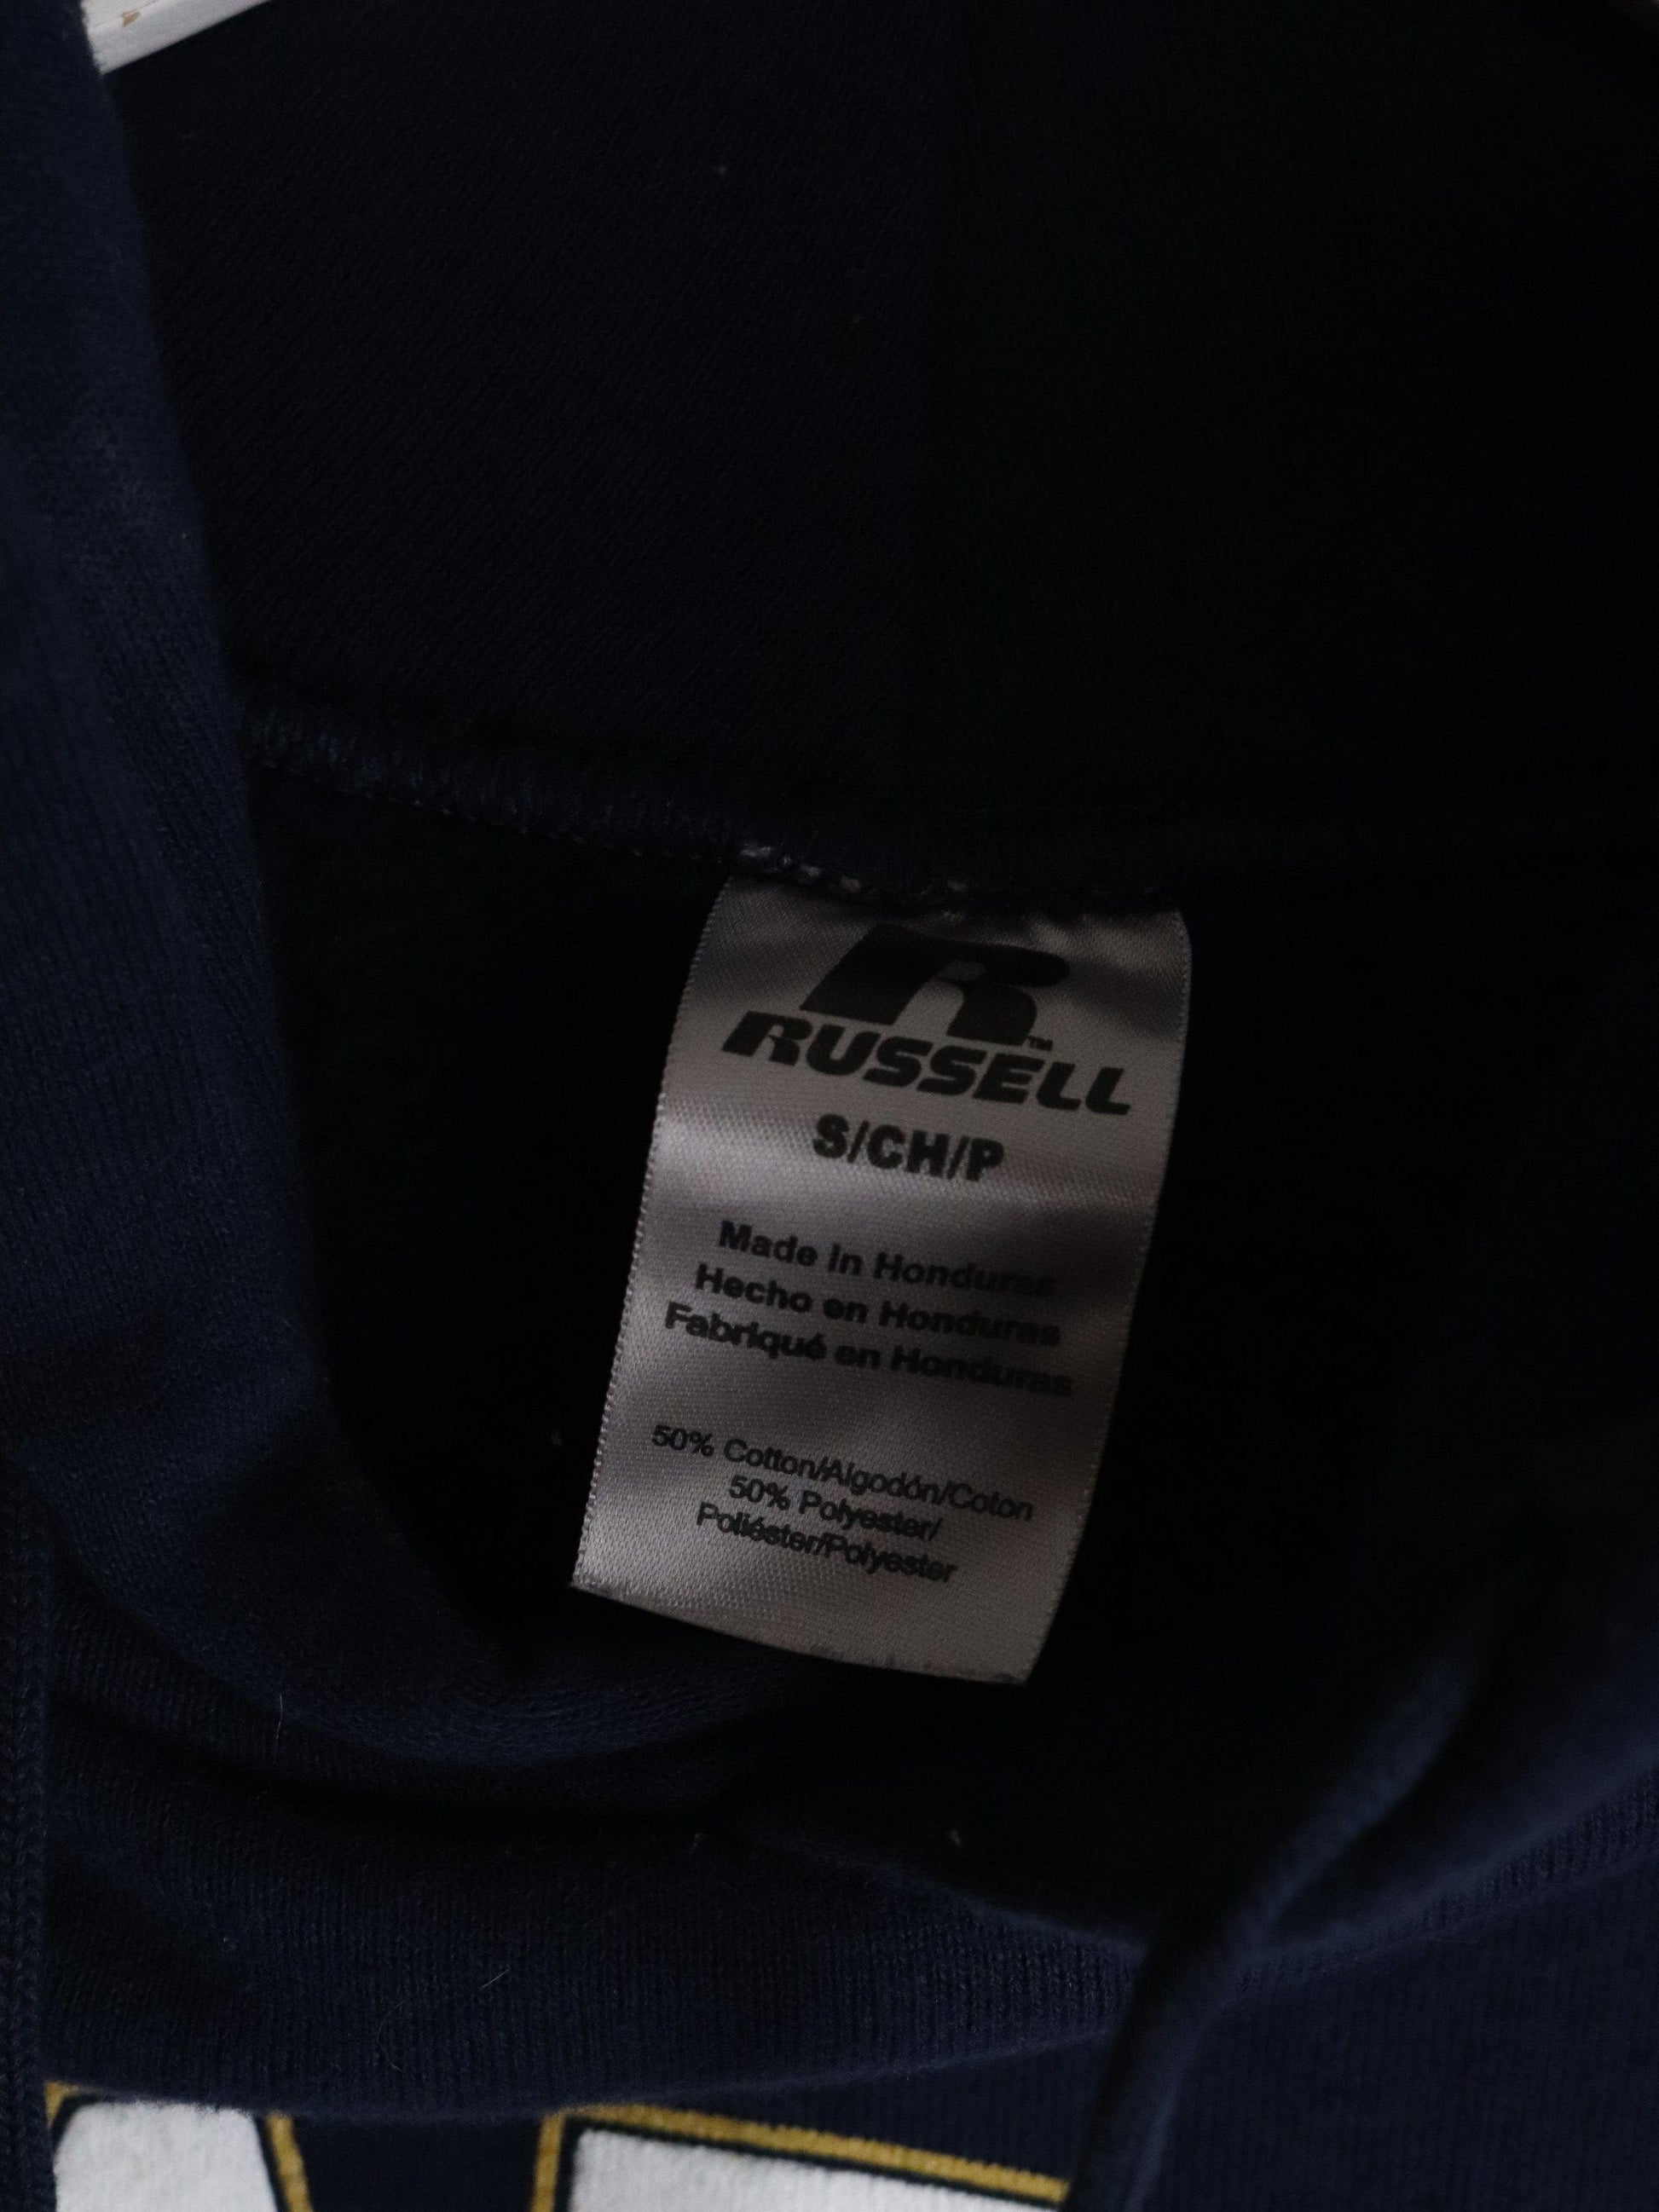 R™
RUSSELL
S/CH/P
Made in Honduras
Hecho en Honduras
Fabriqué en Honduras
50% Cotton/Algodón/Coton
50% Polyester/
Poliéster/Polyester